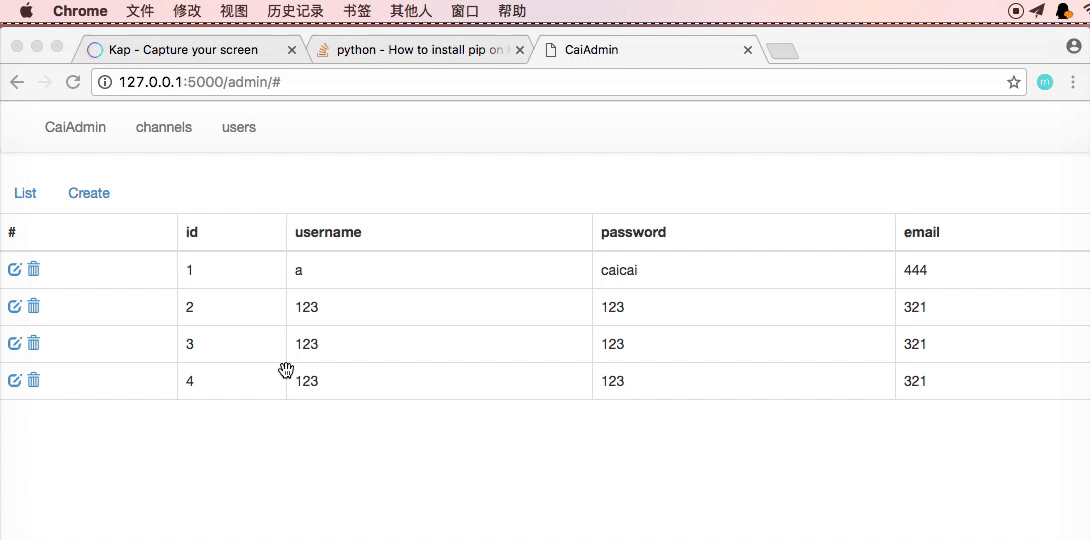 Chrome 文件 修改 视图 历史记录 书签 其他人 窗口 帮助
Kap - Capture your screen python - How to install pip on CaiAdmin
127.0.0.1:5000/admin/#
CaiAdmin channels users
List Create
# id username password email
1 a caicai 444
2 123 123 321
3 123 123 321
4 123 123 321